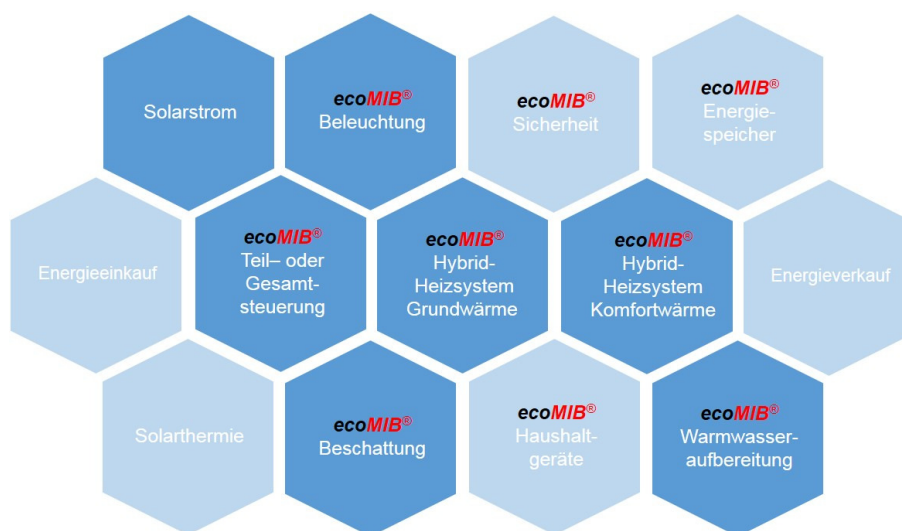 Solarstrom
ecoMIB®
Beleuchtung
ecoMIB®
Sicherheit
ecoMIB®
Energie-
speicher
Energieeinkauf
ecoMIB®
Teil– oder
Gesamt-
steuerung
ecoMIB®
Hybrid-
Heizsystem
Grundwärme
ecoMIB®
Hybrid-
Heizsystem
Komfortwärme
Energieverkauf
Solarthermie
ecoMIB®
Beschattung
ecoMIB®
Haushalt-
geräte
ecoMIB®
Warmwasser-
aufbereitung